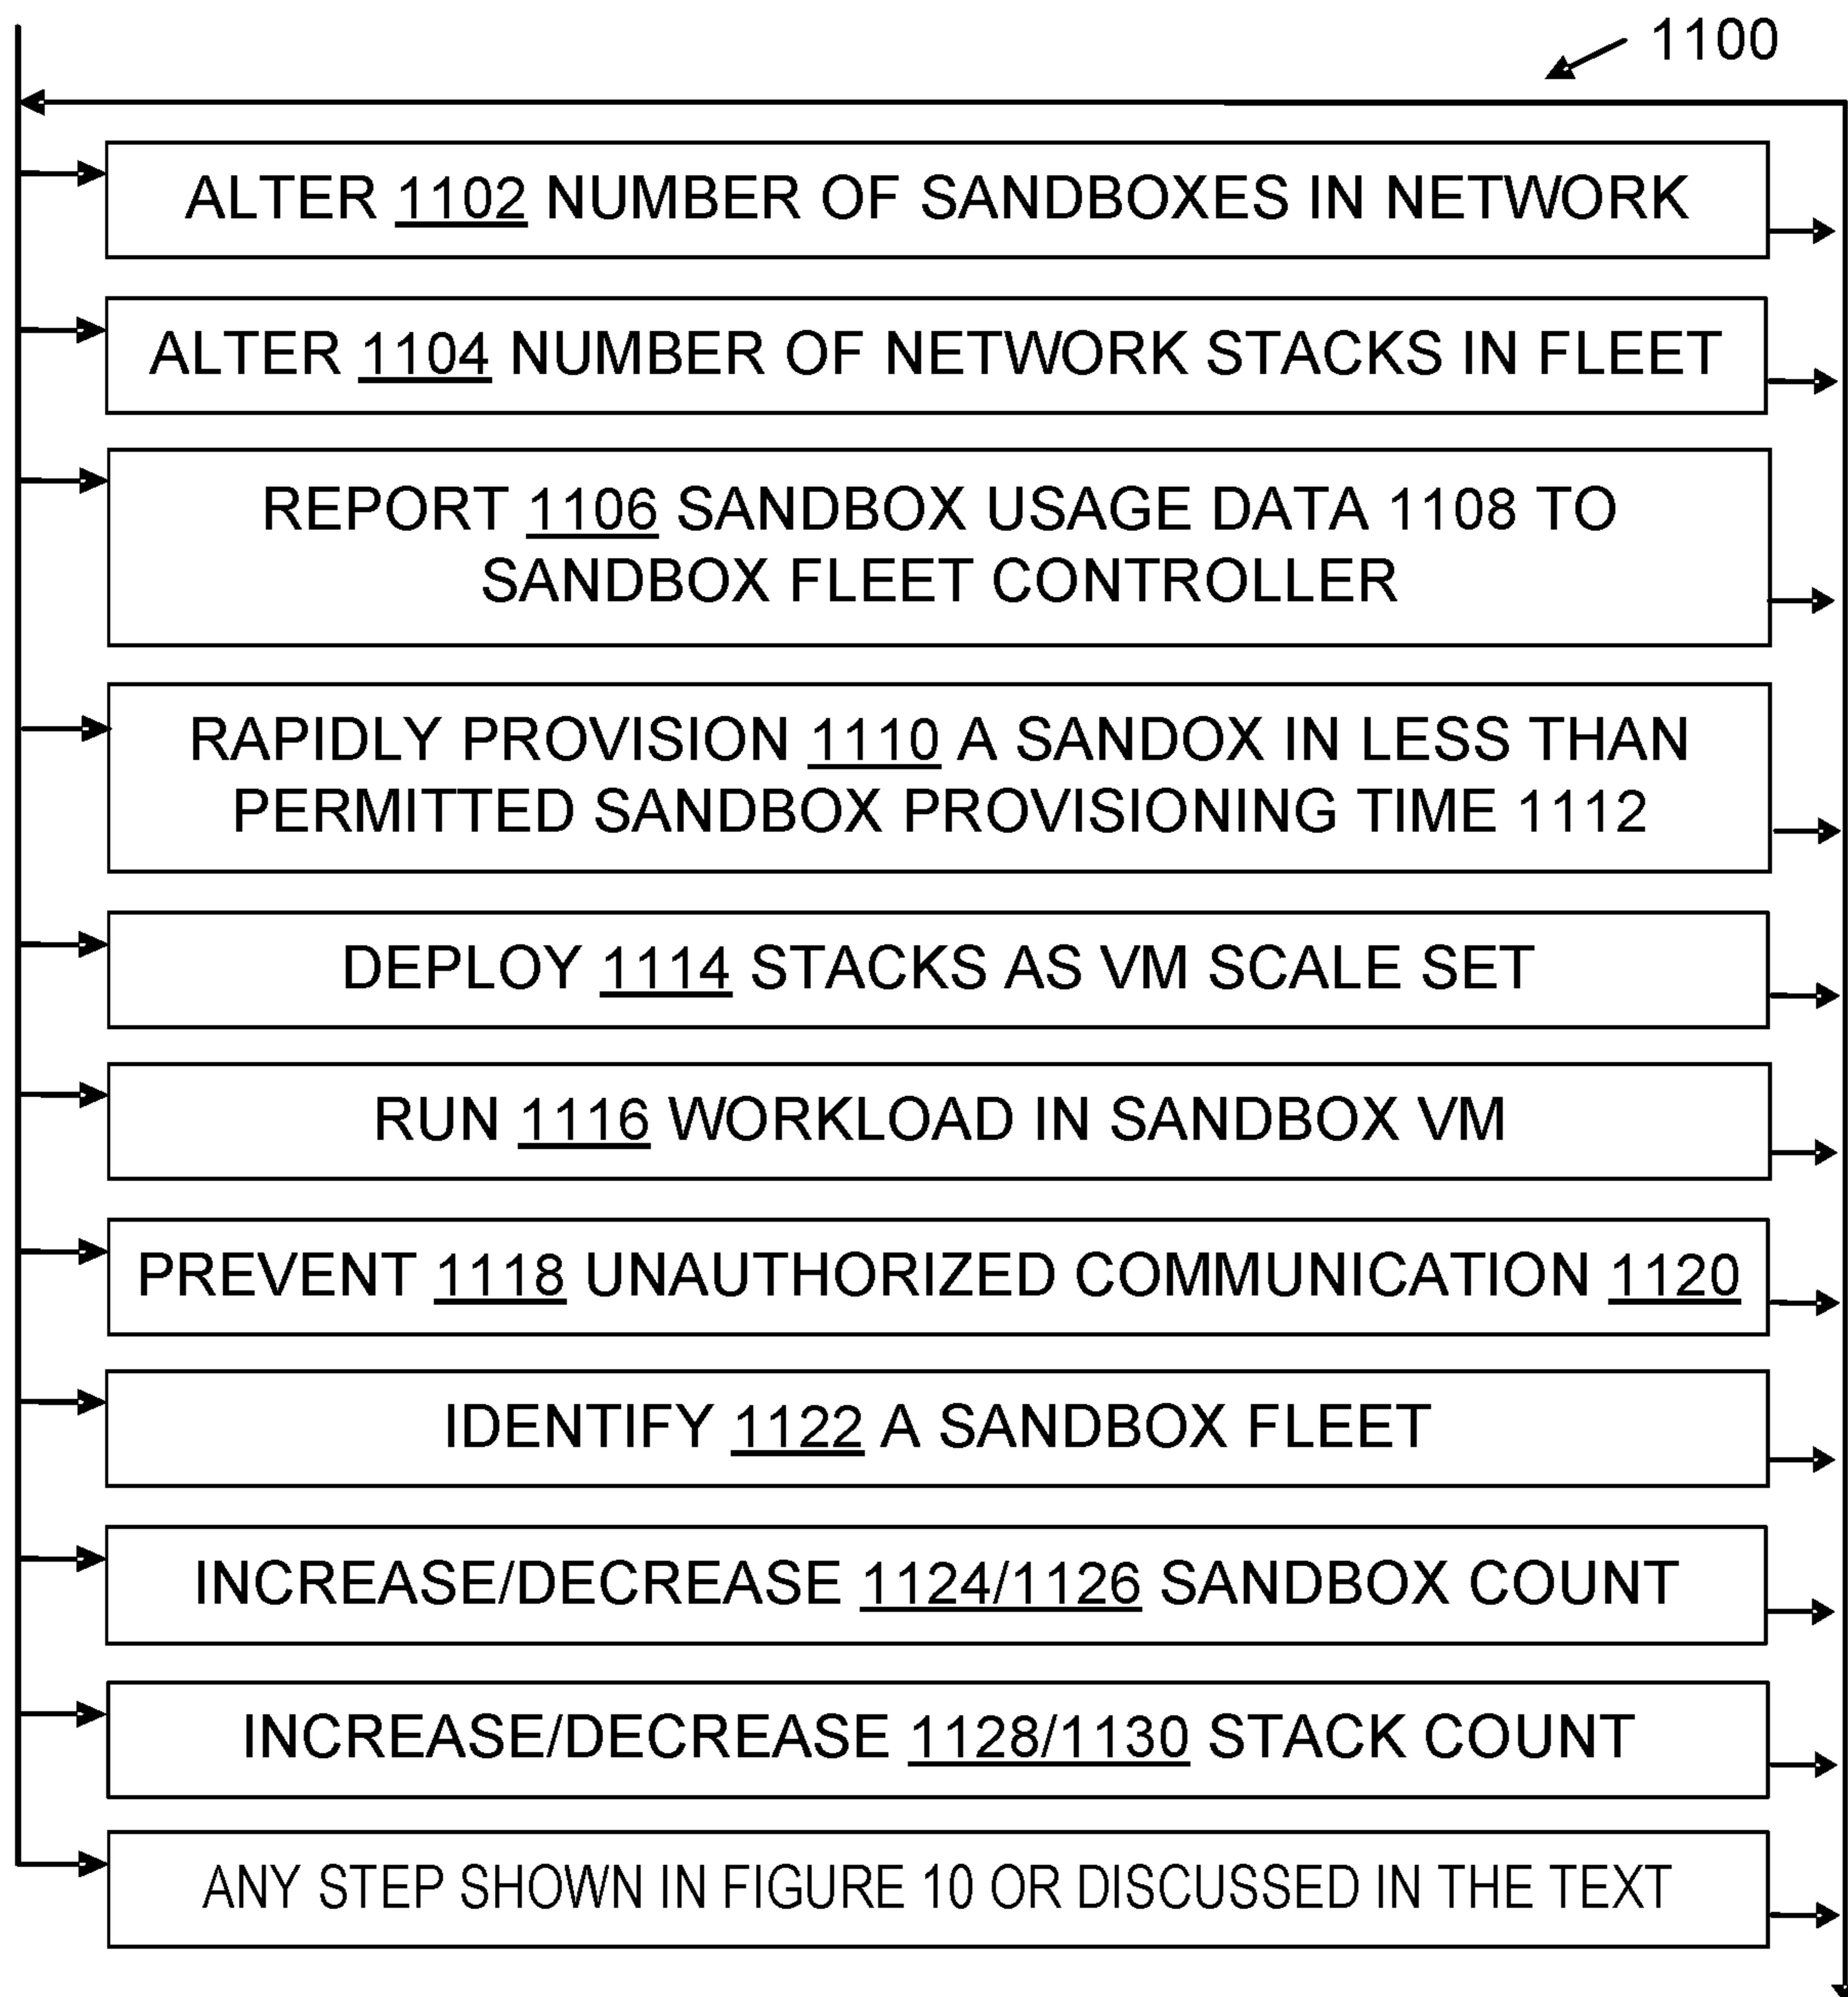 1100
ALTER 1102 NUMBER OF SANDBOXES IN NETWORK
ALTER 1104 NUMBER OF NETWORK STACKS IN FLEET
REPORT 1106 SANDBOX USAGE DATA 1108 TO
SANDBOX FLEET CONTROLLER
RAPIDLY PROVISION 1110 A SANDOX IN LESS THAN
PERMITTED SANDBOX PROVISIONING TIME 1112
DEPLOY 1114 STACKS AS VM SCALE SET
RUN 1116 WORKLOAD IN SANDBOX VM
PREVENT 1118 UNAUTHORIZED COMMUNICATION 1120
IDENTIFY 1122 A SANDBOX FLEET
INCREASE/DECREASE 1124/1126 SANDBOX COUNT
INCREASE/DECREASE 1128/1130 STACK COUNT
ANY STEP SHOWN IN FIGURE 10 OR DISCUSSED IN THE TEXT